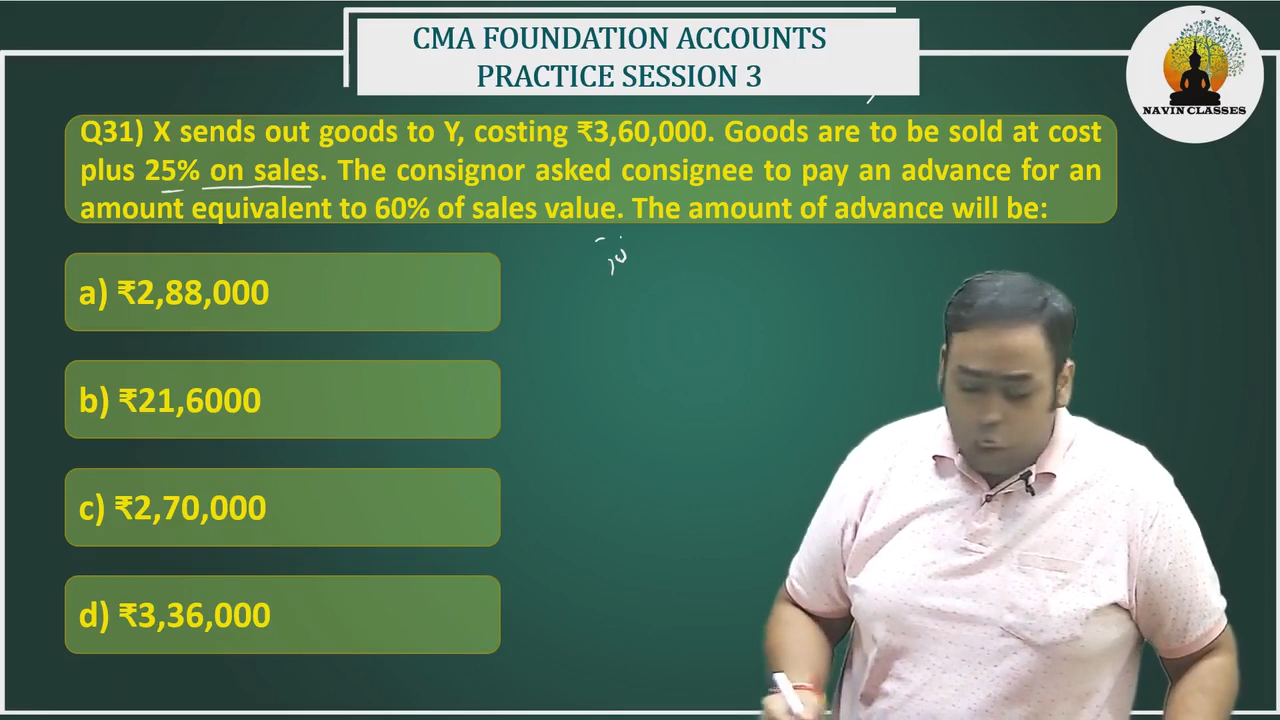 CMA FOUNDATION ACCOUNTS
PRACTICE SESSION 3
NAVIN CLASSES
Q31) X sends out goods to Y, costing ₹3,60,000. Goods are to be sold at cost
plus 25% on sales. The consignor asked consignee to pay an advance for an
amount equivalent to 60% of sales value. The amount of advance will be:
a) ₹2,88,000
b) ₹21,6000
c) ₹2,70,000
d) ₹3,36,000